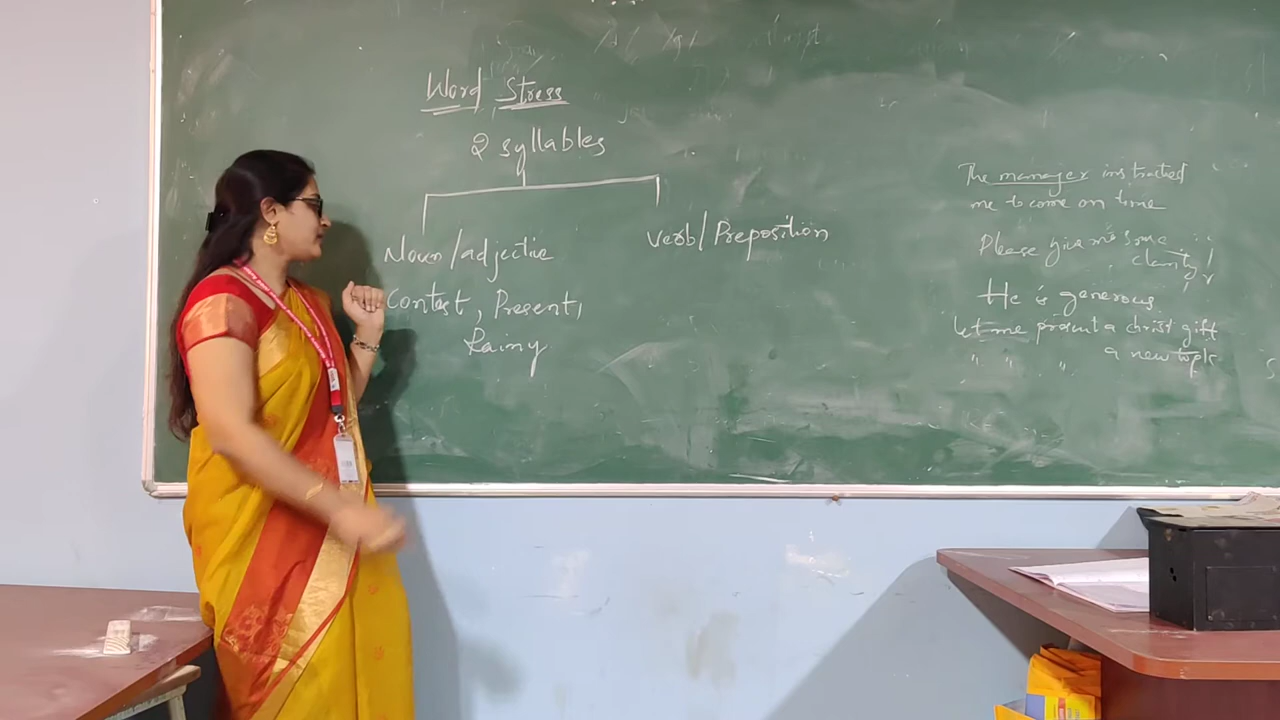 Word Stress
2 syllables
Noun/adjective
Verb/Preposition
Contest, Present,
Rainy
The manager instructed
me to come on time
Please give me some
clarity!
He is generous
Let me present a christ gift
" " " a new topic